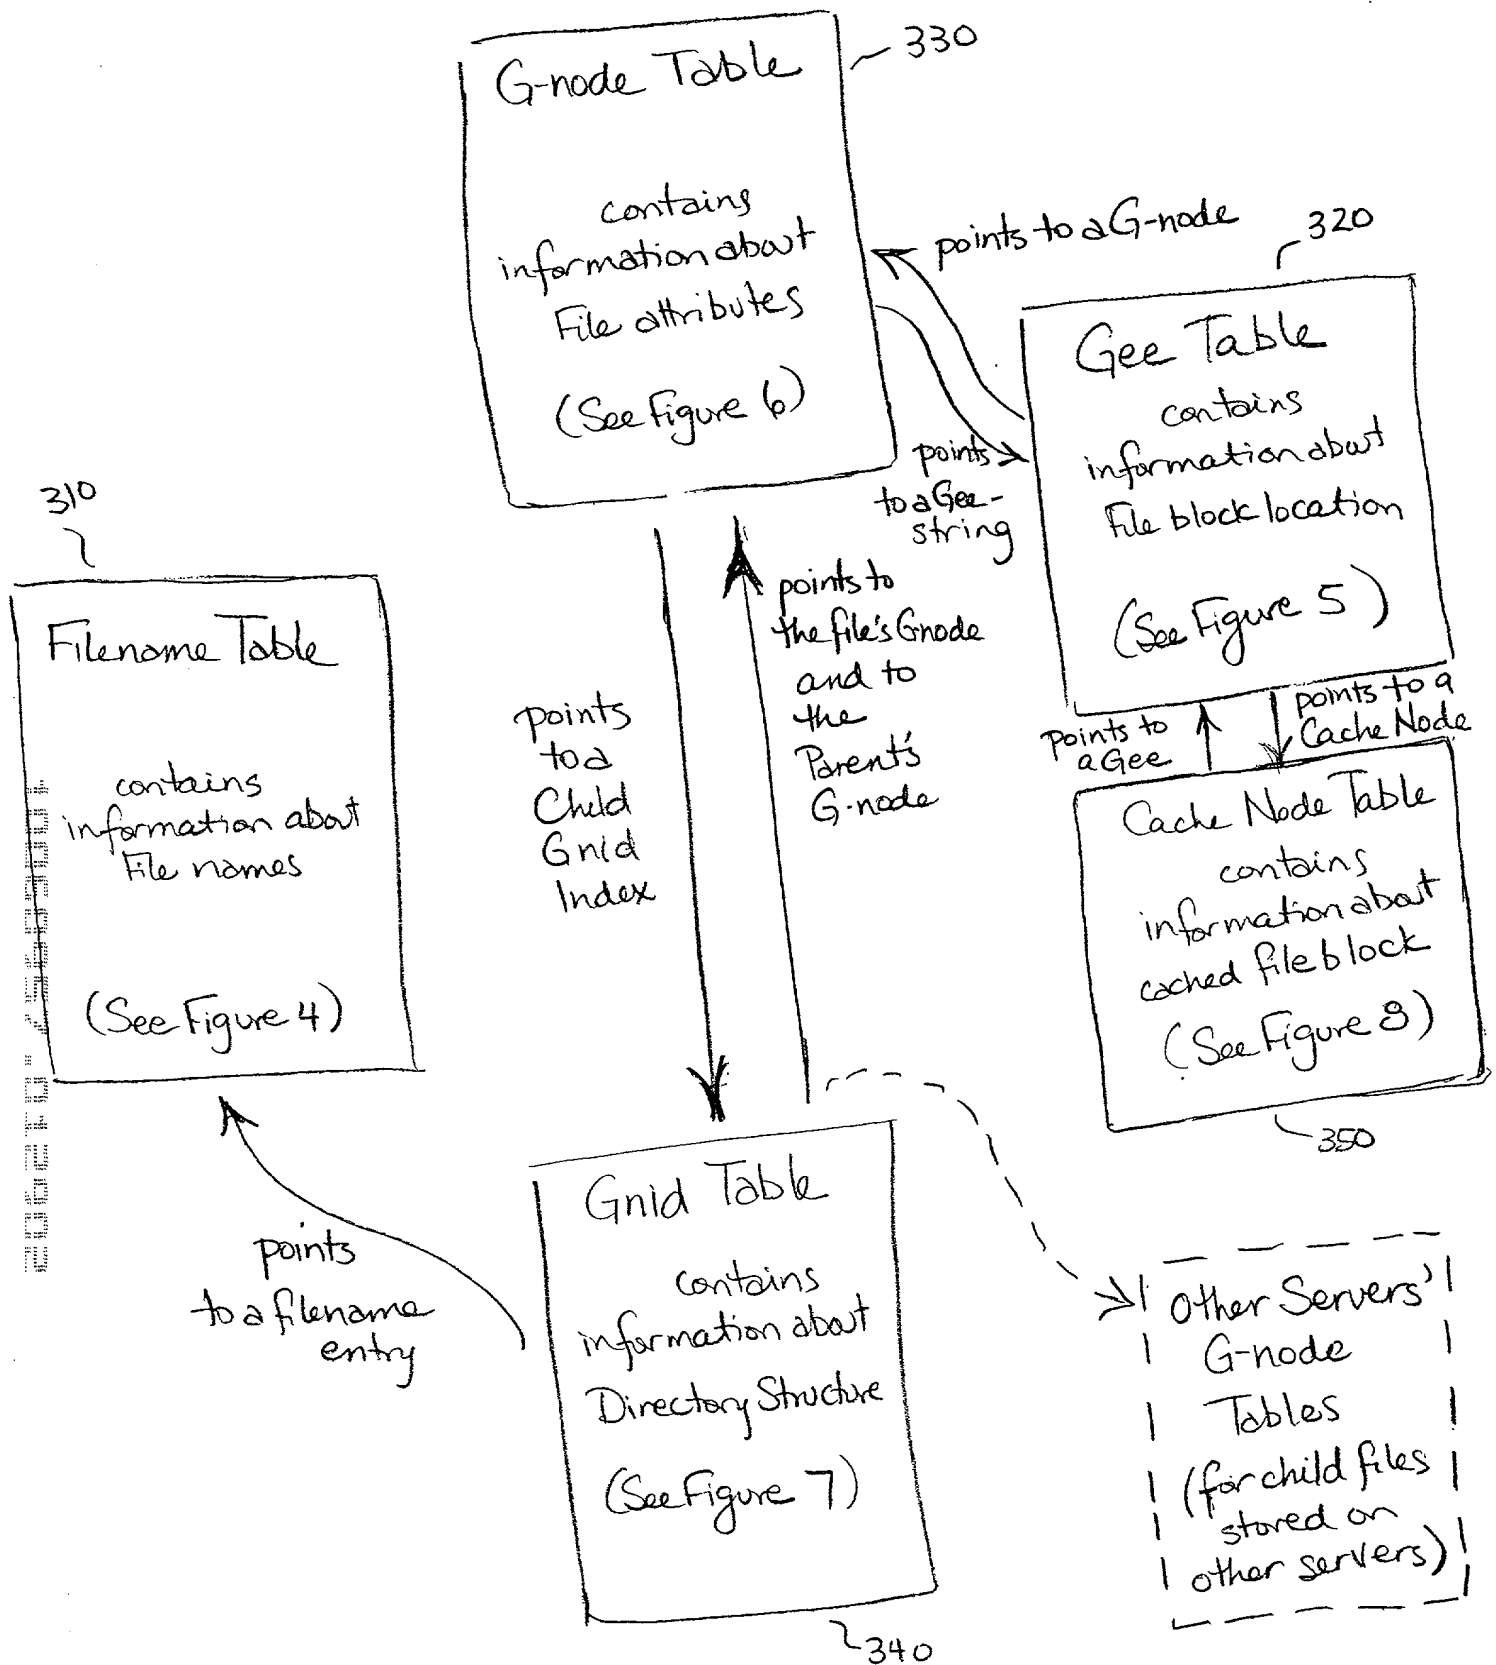 330
G-node Table
contains
information about
File attributes
(See Figure 6)
points to a G-node
320
Gee Table
contains
information about
File block location
(See Figure 5)
points
to a Gee-
string
310
Filename Table
contains
information about
File names
(See Figure 4)
points
to a
Child
Gnid
Index
points to
the file's Gnode
and to
the
Parent's
G-node
points to
a Gee
points to a
Cache Node
Cache Node Table
contains
information about
cached file block
(See Figure 8)
350
points
to a filename
entry
Gnid Table
contains
information about
Directory Structure
(See Figure 7)
340
Other Servers'
G-node
Tables
(for child files
stored on
other servers)